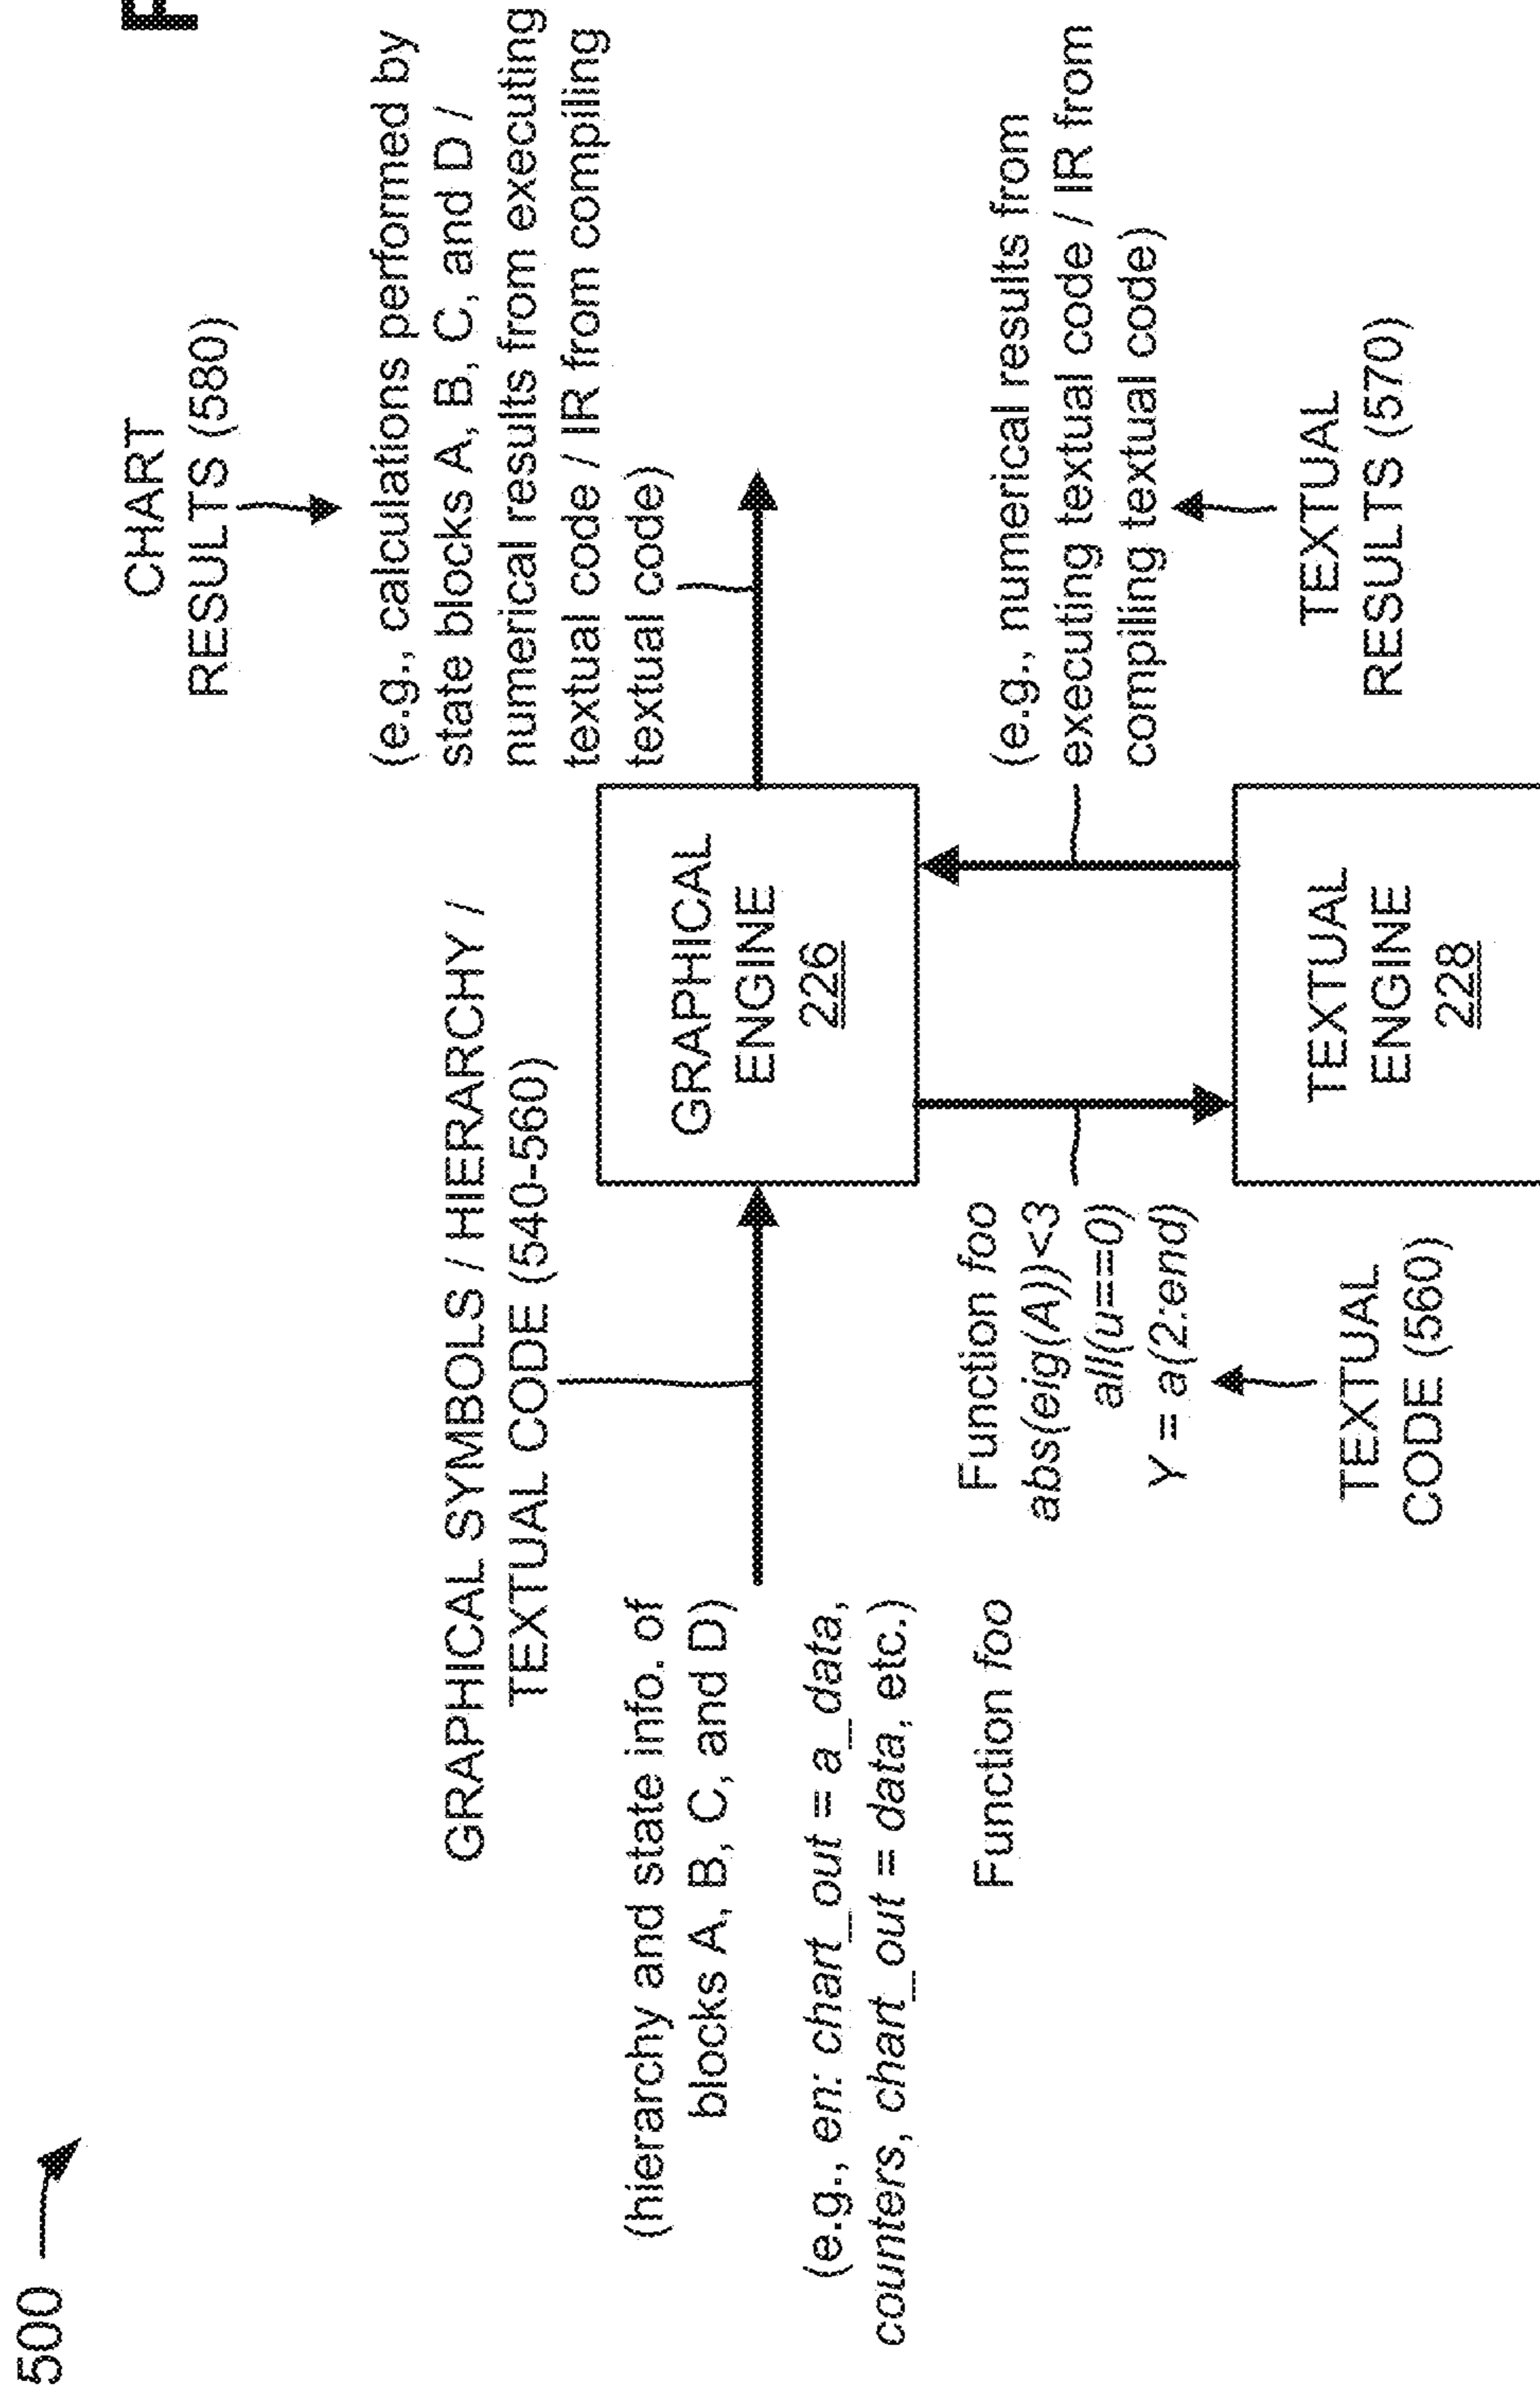 500
CHART
RESULTS (580)
(e.g., calculations performed by
state blocks A, B, C, and D /
numerical results from executing
textual code / IR from compiling
textual code)
GRAPHICAL SYMBOLS / HIERARCHY /
TEXTUAL CODE (540-560)
(hierarchy and state info. of
blocks A, B, C, and D)
(e.g., en: chart_out = a_data,
counters, chart_out = data, etc.)
Function foo
GRAPHICAL
ENGINE
226
Function foo
abs(eig(A))<3
all(u==0)
Y = a(2:end)
TEXTUAL
CODE (560)
(e.g., numerical results from
executing textual code / IR from
compiling textual code)
TEXTUAL
RESULTS (570)
TEXTUAL
ENGINE
228